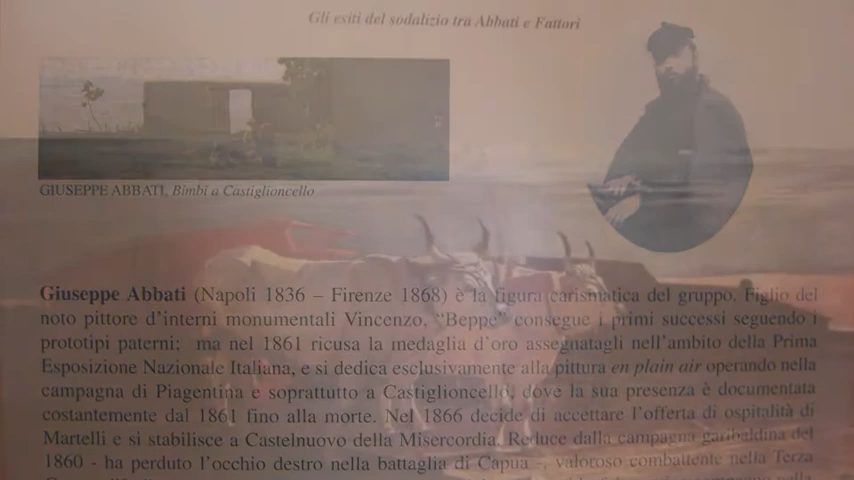 Gli esiti del sodalizio tra Abbati e Fattori
GIUSEPPE ABBATI, Bimbi a Castiglioncello
Giuseppe Abbati (Napoli 1836 – Firenze 1868) è la figura carismatica del gruppo. Figlio del
noto pittore d'interni monumentali Vincenzo, “Beppe” consegue i primi successi seguendo i
prototipi paterni; ma nel 1861 ricusa la medaglia d'oro assegnatagli nell'ambito della Prima
Esposizione Nazionale Italiana, e si dedica esclusivamente alla pittura en plain air operando nella
campagna di Piagentina e soprattutto a Castiglioncello, dove la sua presenza è documentata
costantemente dal 1861 fino alla morte. Nel 1866 decide di accettare l'offerta di ospitalità di
Martelli e si stabilisce a Castelnuovo della Misercordia. Reduce dalla campagna garibaldina del
1860 - ha perduto l'occhio destro nella battaglia di Capua -, valoroso combattente nella Terza